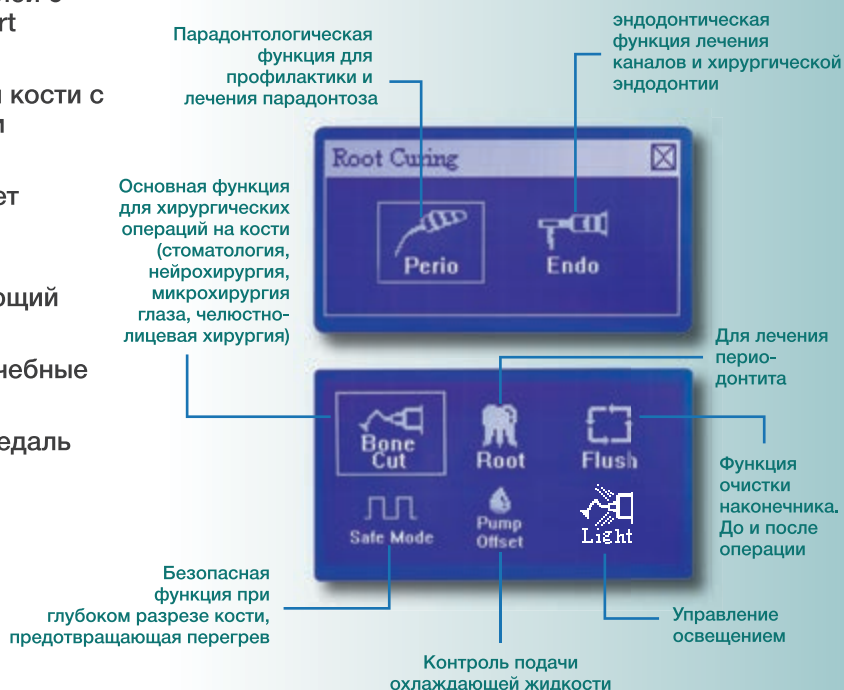 rt
кости с
ет
ющий
чебные
едаль
Парадонтологическая
функция для
профилактики и
лечения парадонтоза
эндодонтическая
функция лечения
каналов и хирургической
эндодонтии
Root Curing
Perio
Endo
Основная функция
для хирургических
операций на кости
(стоматология,
нейрохирургия,
микрохирургия
глаза, челюстно-
лицевая хирургия)
Для лечения
перио-
донтита
Bone
Cut
Root
Flush
Safe Mode
Pump
Offset
Light
Функция
очистки
наконечника.
До и после
операции
Безопасная
функция при
глубоком разрезе кости,
предотвращающая перегрев
Управление
освещением
Контроль подачи
охлаждающей жидкости